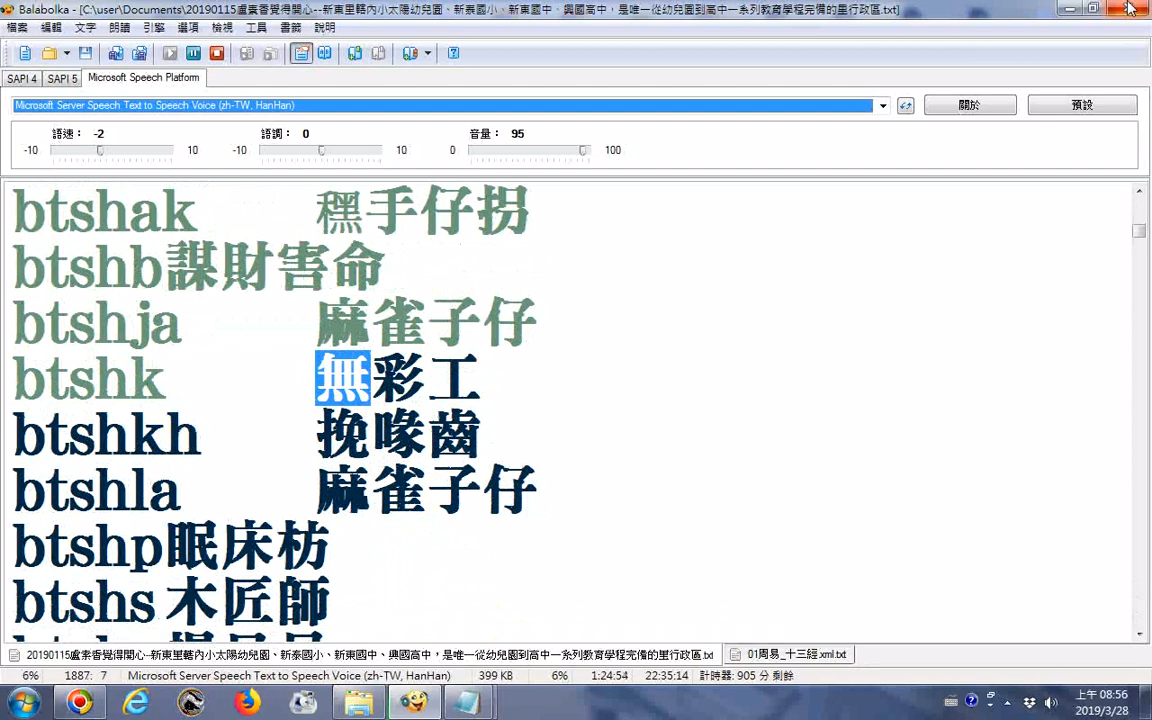 Balabolka - [C:\user\Documents\20190115盧素香覺得開心--新東里轄內小太陽幼兒園、新泰國小、新東國中、興國高中，是唯一從幼兒園到高中一系列教育學程完備的里行政區.txt]
檔案 編輯 文字 朗讀 引擎 選項 檢視 工具 書籤 說明
SAPI 4 SAPI 5 Microsoft Speech Platform
Microsoft Server Speech Text to Speech Voice (zh-TW, HanHan) 關於 預設
語速： -2 語調： 0 音量： 95
-10 10 -10 10 0 100
btshak 穤手仔拐
btshb謀財害命
btshja 麻雀子仔
btshk 無彩工
btshkh 挽喙齒
btshla 麻雀子仔
btshp眠床枋
btshs 木匠師
20190115盧素香覺得開心--新東里轄內小太陽幼兒園、新泰國小、新東國中、興國高中，是唯一從幼兒園到高中一系列教育學程完備的里行政區.txt 01周易_十三經.xml.txt
6% 1887: 7 Microsoft Server Speech Text to Speech Voice (zh-TW, HanHan) 399 KB 6% 1:24:54 22:35:14 計時器: 905 分 剩餘
上午 08:56
2019/3/28